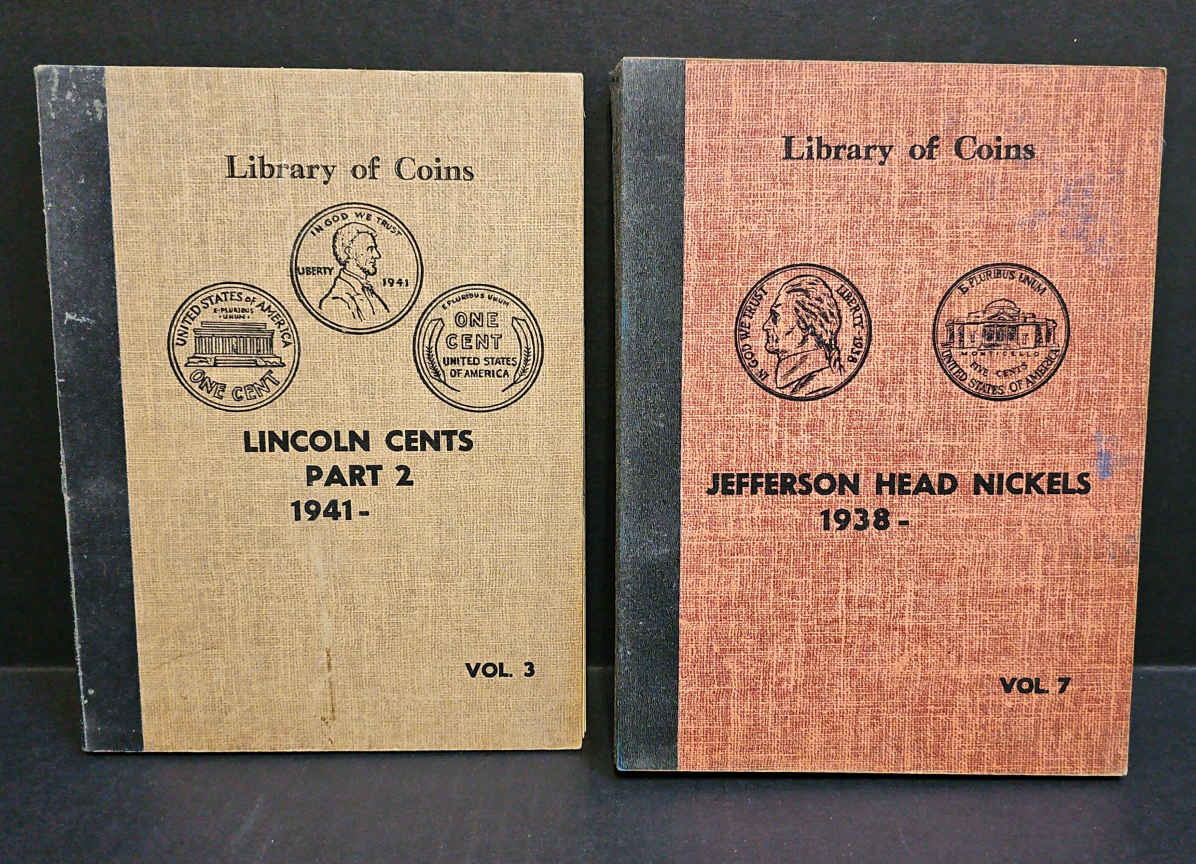 Library of Coins
IN GOD WE TRUST
LIBERTY
1941
UNITED STATES OF AMERICA
E·PLURIBUS
·UNUM·
ONE CENT
E PLURIBUS UNUM
ONE
CENT
UNITED STATES
OF AMERICA
LINCOLN CENTS
PART 2
1941-
VOL. 3
Library of Coins
IN GOD WE TRUST
LIBERTY·1938
E PLURIBUS UNUM
MONTICELLO
FIVE CENTS
UNITED STATES OF AMERICA
JEFFERSON HEAD NICKELS
1938-
VOL. 7